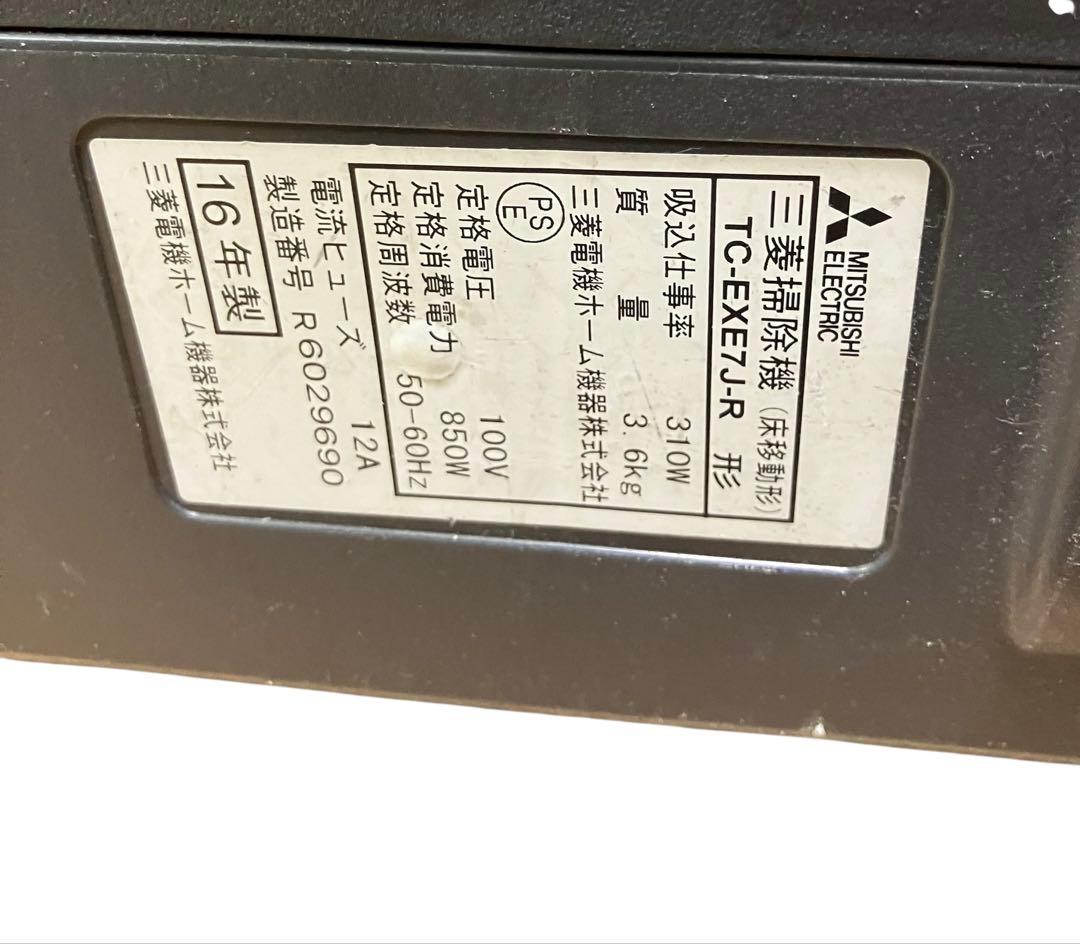 MITSUBISHI
ELECTRIC
三菱掃除機(床移動形)
TC-EXE7J-R 形
吸込仕事率 310W
質量 3.6kg
三菱電機ホーム機器株式会社
PS
E
定格電圧 100V
定格消費電力 850W
定格周波数 50-60Hz
電流ヒューズ 12A
製造番号 R6029690
16年製
三菱電機ホーム機器株式会社